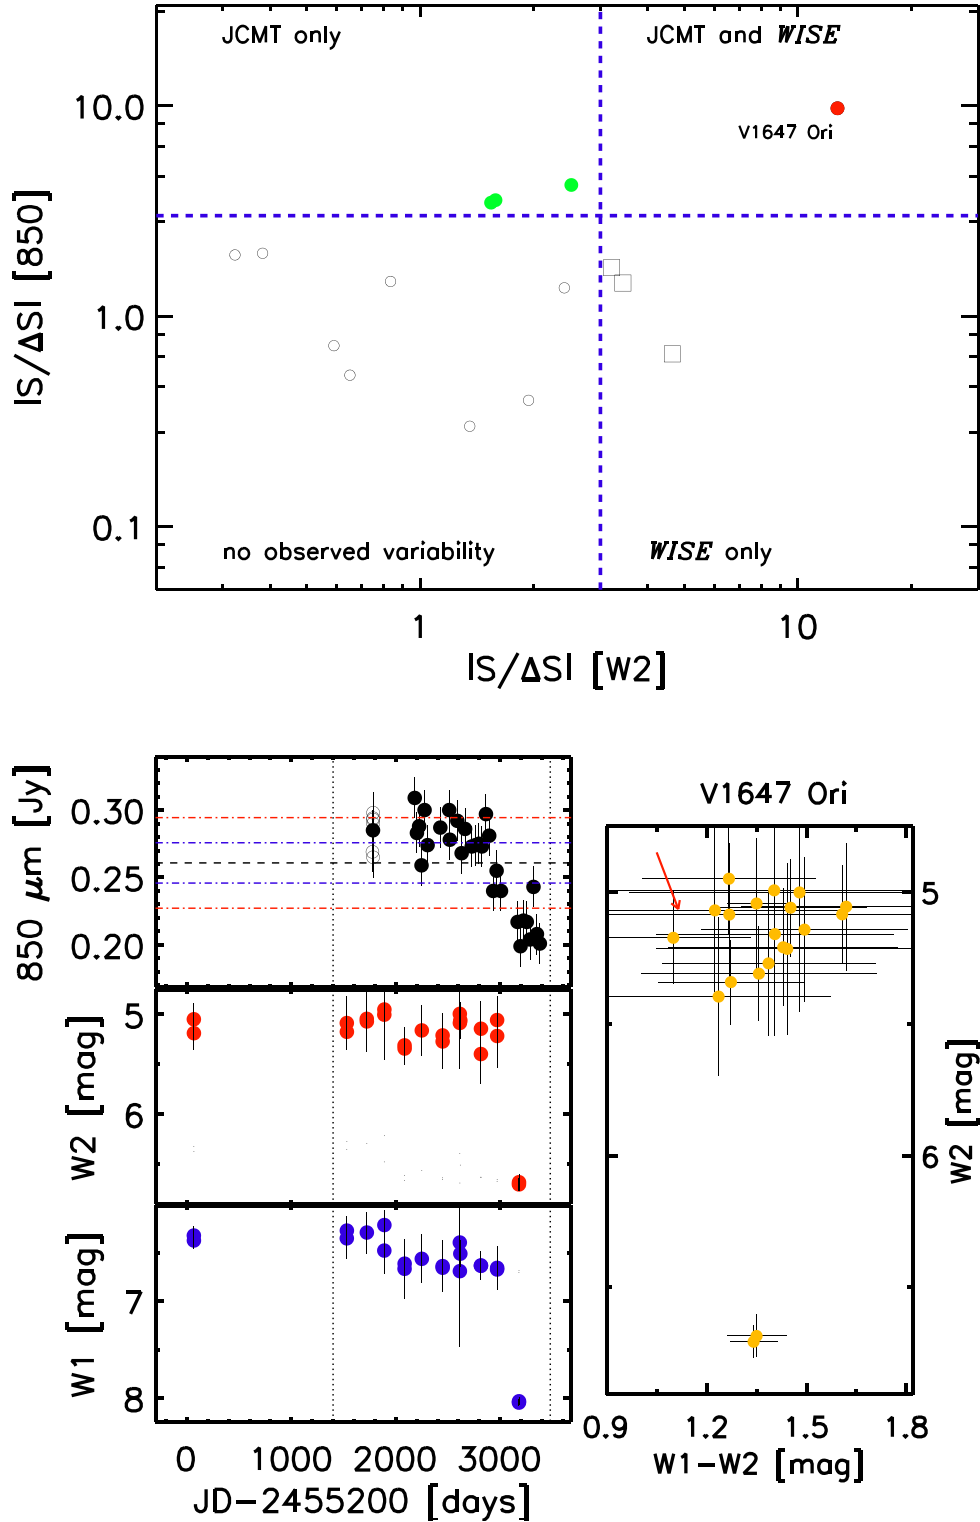 JCMT only
JCMT and WISE
10.0
V1647 Ori
|S/ΔS| [850]
1.0
0.1
no observed variability
WISE only
1
10
|S/ΔS| [W2]
850 μm [Jy]
0.30
0.25
0.20
W2 [mag]
5
6
W1 [mag]
7
8
0
1000
2000
3000
JD-2455200 [days]
V1647 Ori
5
6
W2 [mag]
0.9
1.2
1.5
1.8
W1-W2 [mag]